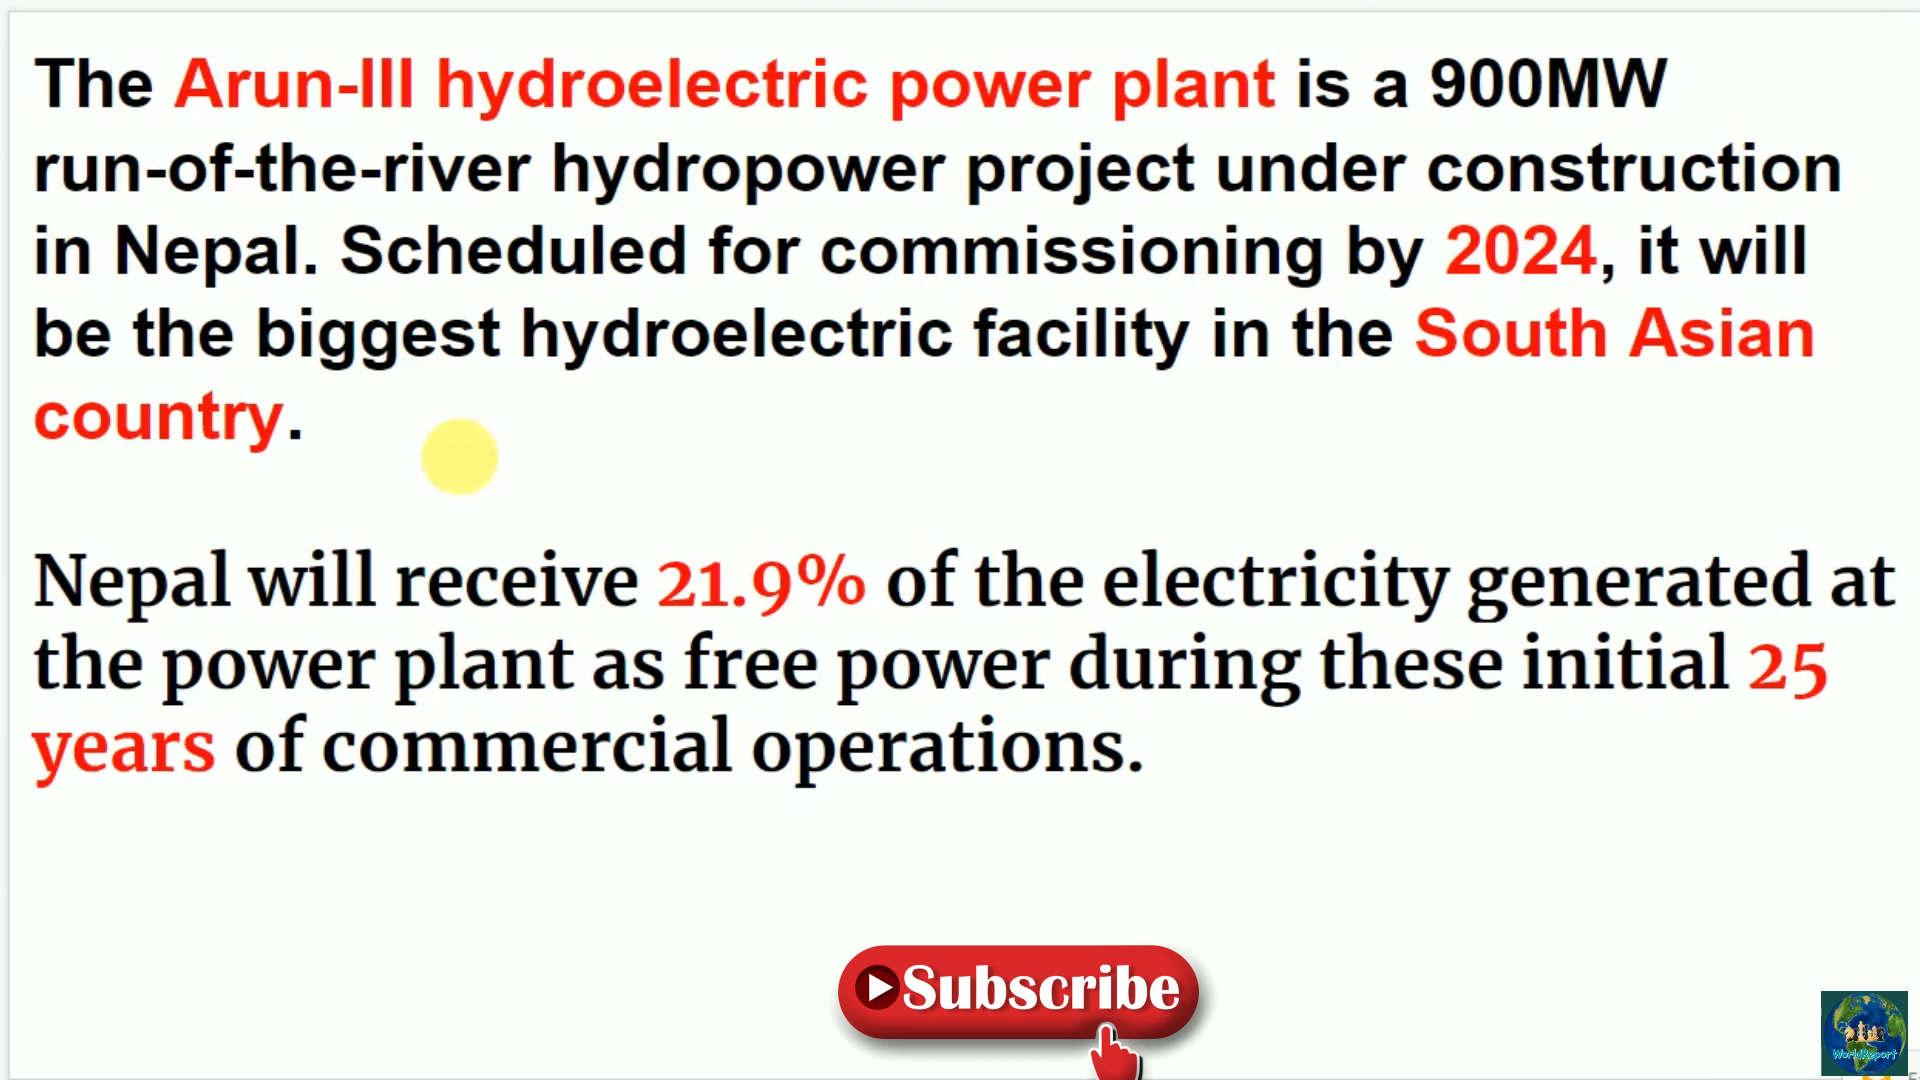 The Arun-III hydroelectric power plant is a 900MW
run-of-the-river hydropower project under construction
in Nepal. Scheduled for commissioning by 2024, it will
be the biggest hydroelectric facility in the South Asian
country.
Nepal will receive 21.9% of the electricity generated at
the power plant as free power during these initial 25
years of commercial operations.
Subscribe
WorldReport